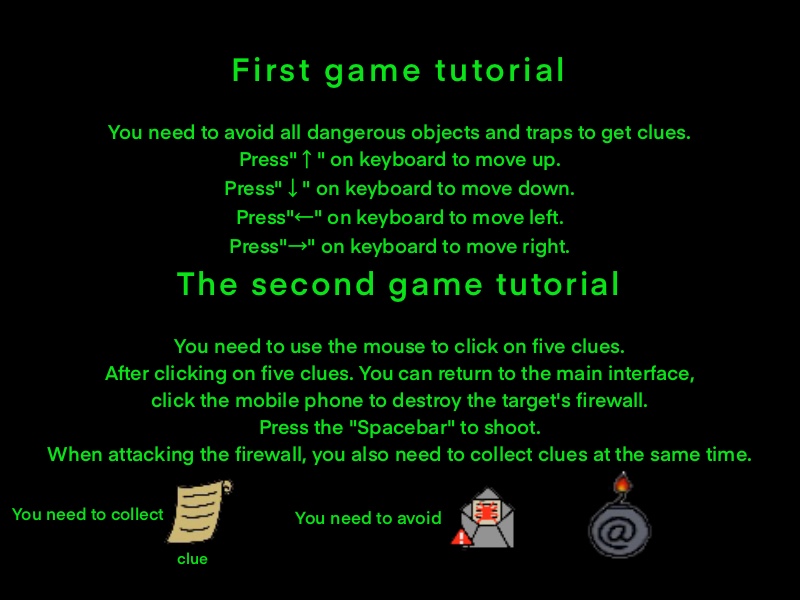 First game tutorial
You need to avoid all dangerous objects and traps to get clues.
Press"↑" on keyboard to move up.
Press"↓" on keyboard to move down.
Press"←" on keyboard to move left.
Press"→" on keyboard to move right.
The second game tutorial
You need to use the mouse to click on five clues.
After clicking on five clues. You can return to the main interface,
click the mobile phone to destroy the target's firewall.
Press the "Spacebar" to shoot.
When attacking the firewall, you also need to collect clues at the same time.
You need to collect
clue
You need to avoid
!
@